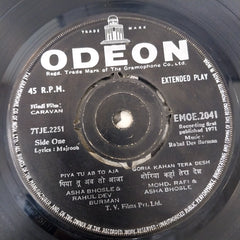 TRADE MARK
ODEON
Regd. Trade Mark of The Gramophone Co., Ltd.
45 R.P.M.
EXTENDED PLAY
Hindi Film:
CARAVAN
EMOE.2041
Recording first
published 1971
7TJE.2251
Music:
Rahul Dev Burman
Side One
Lyrics: Majrooh
PIYA TU AB TO AJA
पिया तू अब तो आजा
ASHA BHOSLE &
RAHUL DEV
BURMAN
GORIA KAHAN TERA DESH
गोरिया कहां तेरा देश
MOHD. RAFI &
ASHA BHOSLE
T. V. Films Pvt. Ltd.